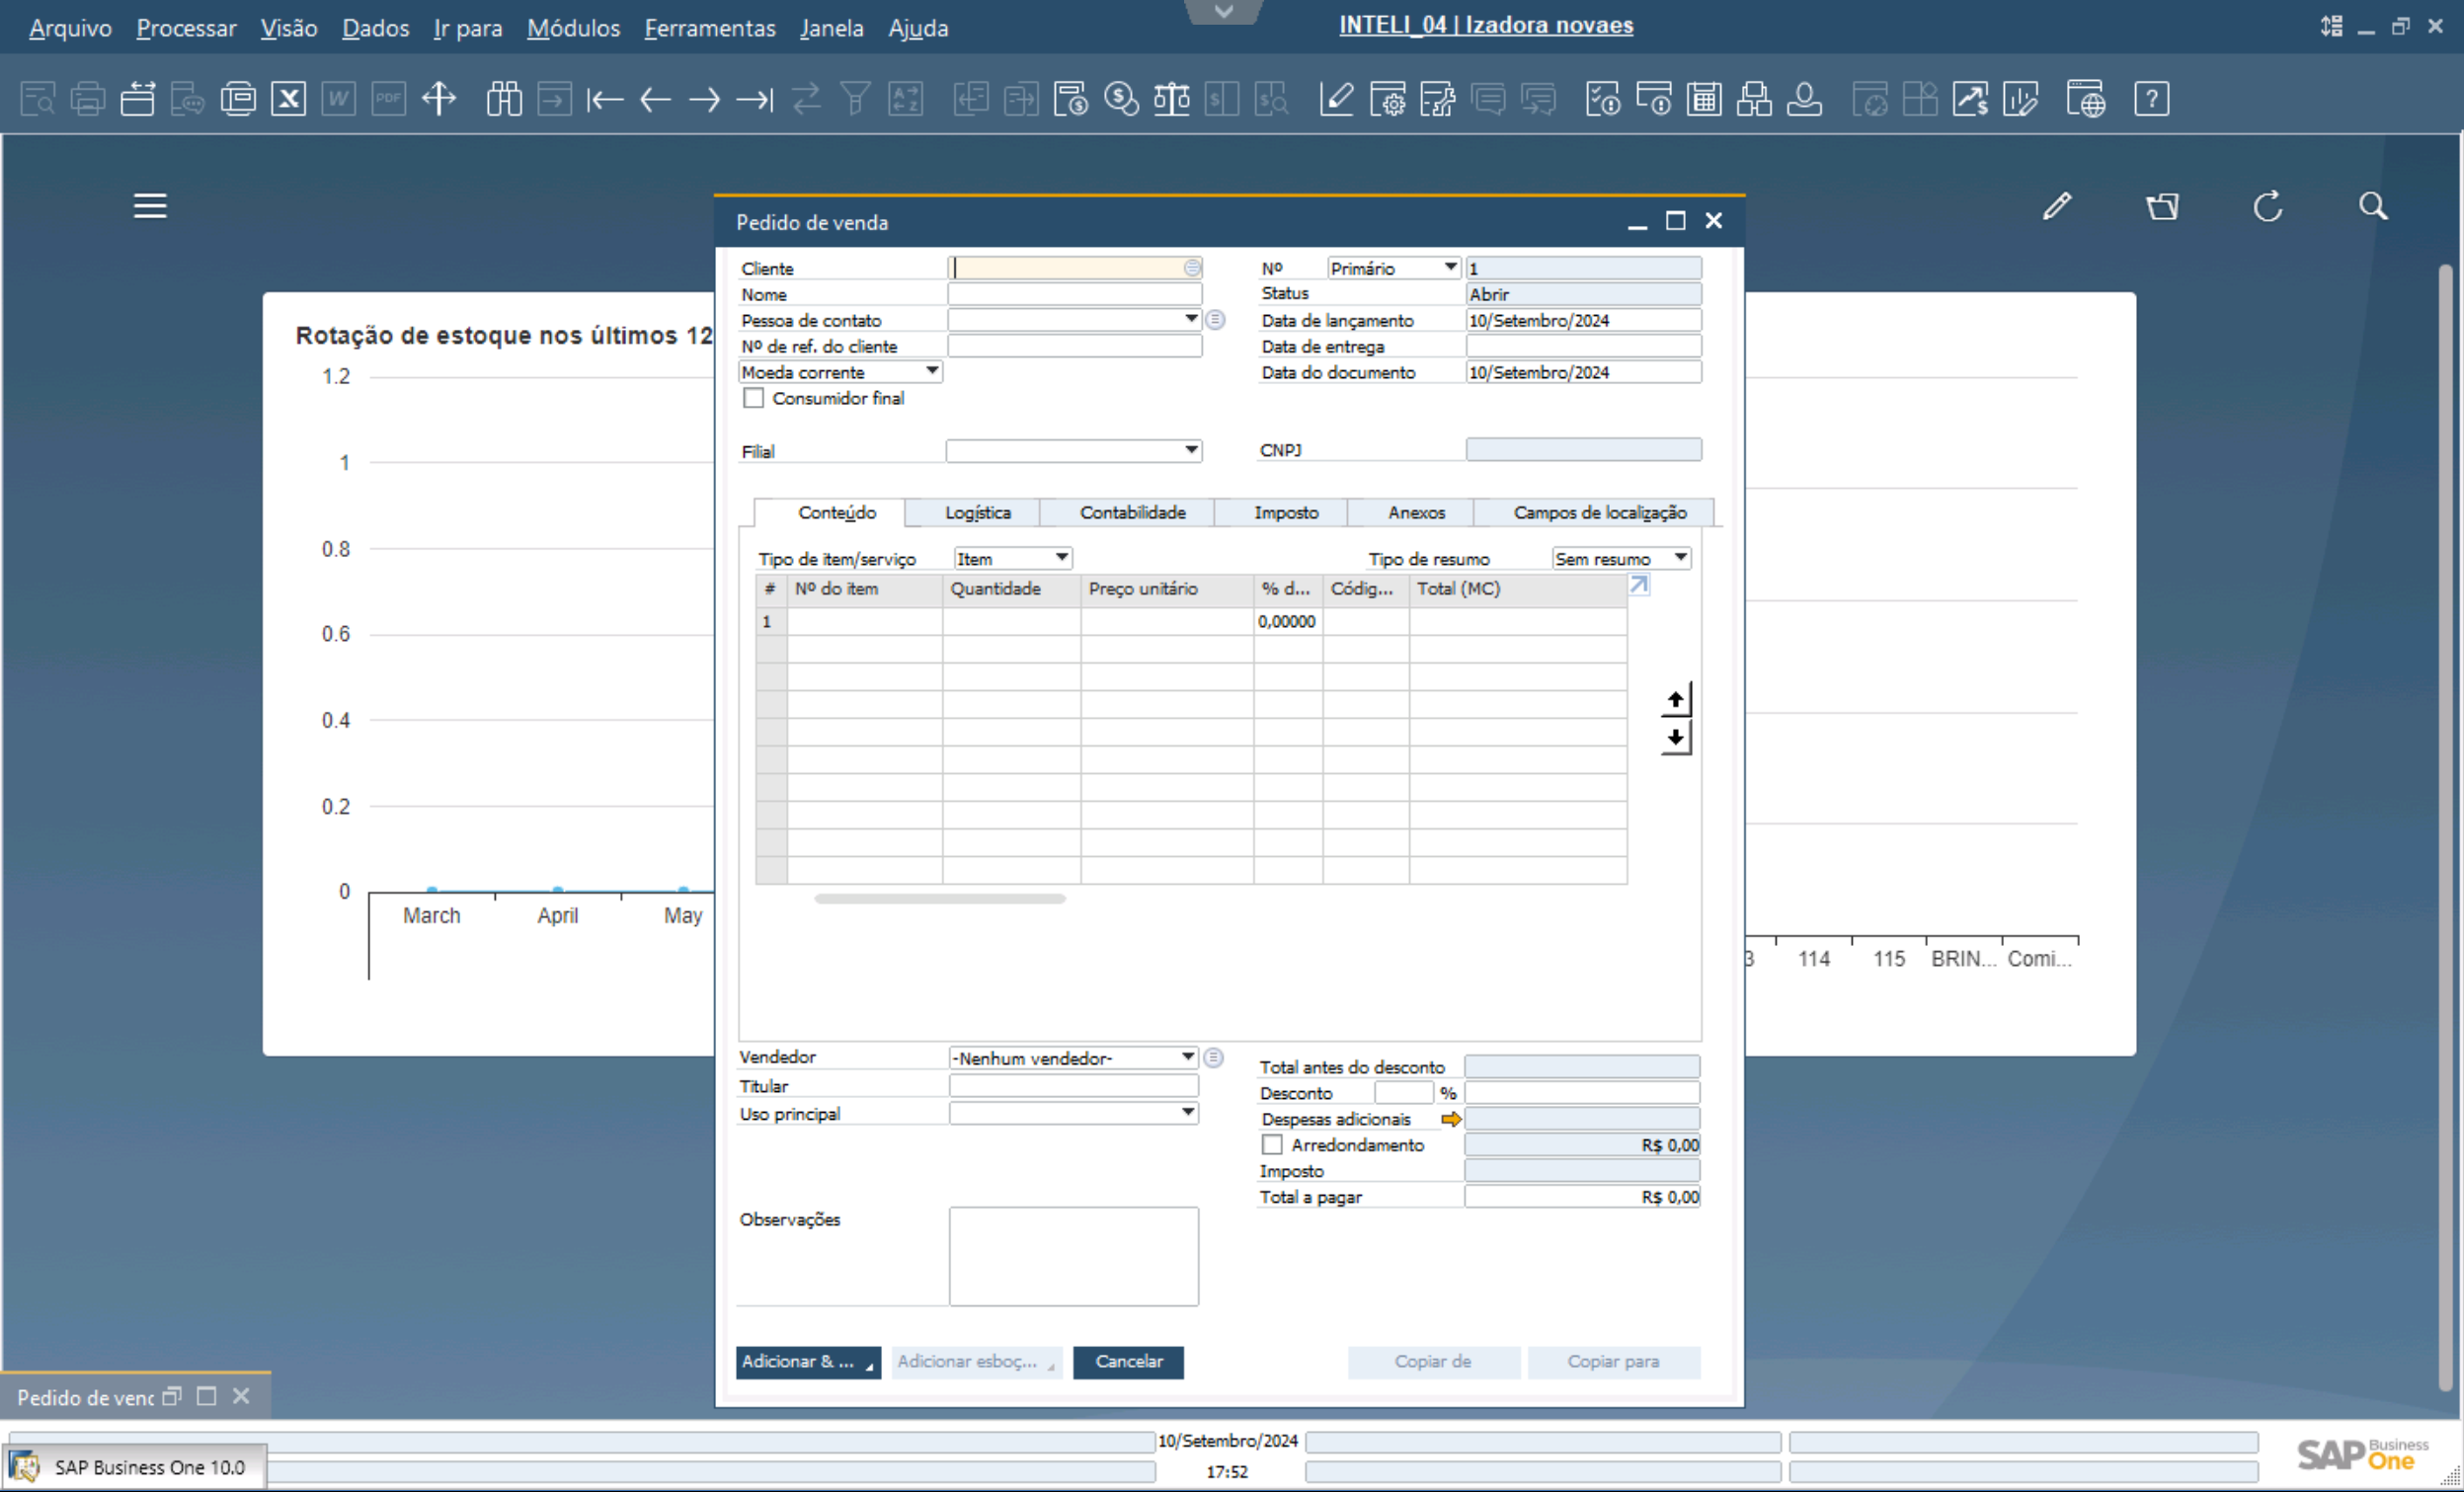 Arquivo Processar Visão Dados Ir para Módulos Ferramentas Janela Ajuda
INTELI_04 | Izadora novaes
Pedido de venda
Cliente
Nº Primário 1
Nome
Status Abrir
Pessoa de contato
Data de lançamento 10/Setembro/2024
Nº de ref. do cliente
Data de entrega
Moeda corrente
Data do documento 10/Setembro/2024
Consumidor final
Filial
CNPJ
Conteúdo Logística Contabilidade Imposto Anexos Campos de localização
Tipo de item/serviço Item
Tipo de resumo Sem resumo
# Nº do item Quantidade Preço unitário % d... Códig... Total (MC)
1 0,00000
Vendedor -Nenhum vendedor-
Titular
Uso principal
Observações
Total antes do desconto
Desconto %
Despesas adicionais
Arredondamento R$ 0,00
Imposto
Total a pagar R$ 0,00
Adicionar & ... Adicionar esboç... Cancelar Copiar de Copiar para
Rotação de estoque nos últimos 12
1.2
1
0.8
0.6
0.4
0.2
0
March April May
3 114 115 BRIN... Comi...
Pedido de venc
SAP Business One 10.0
10/Setembro/2024
17:52
SAP Business One
W
PDF
A Z
?